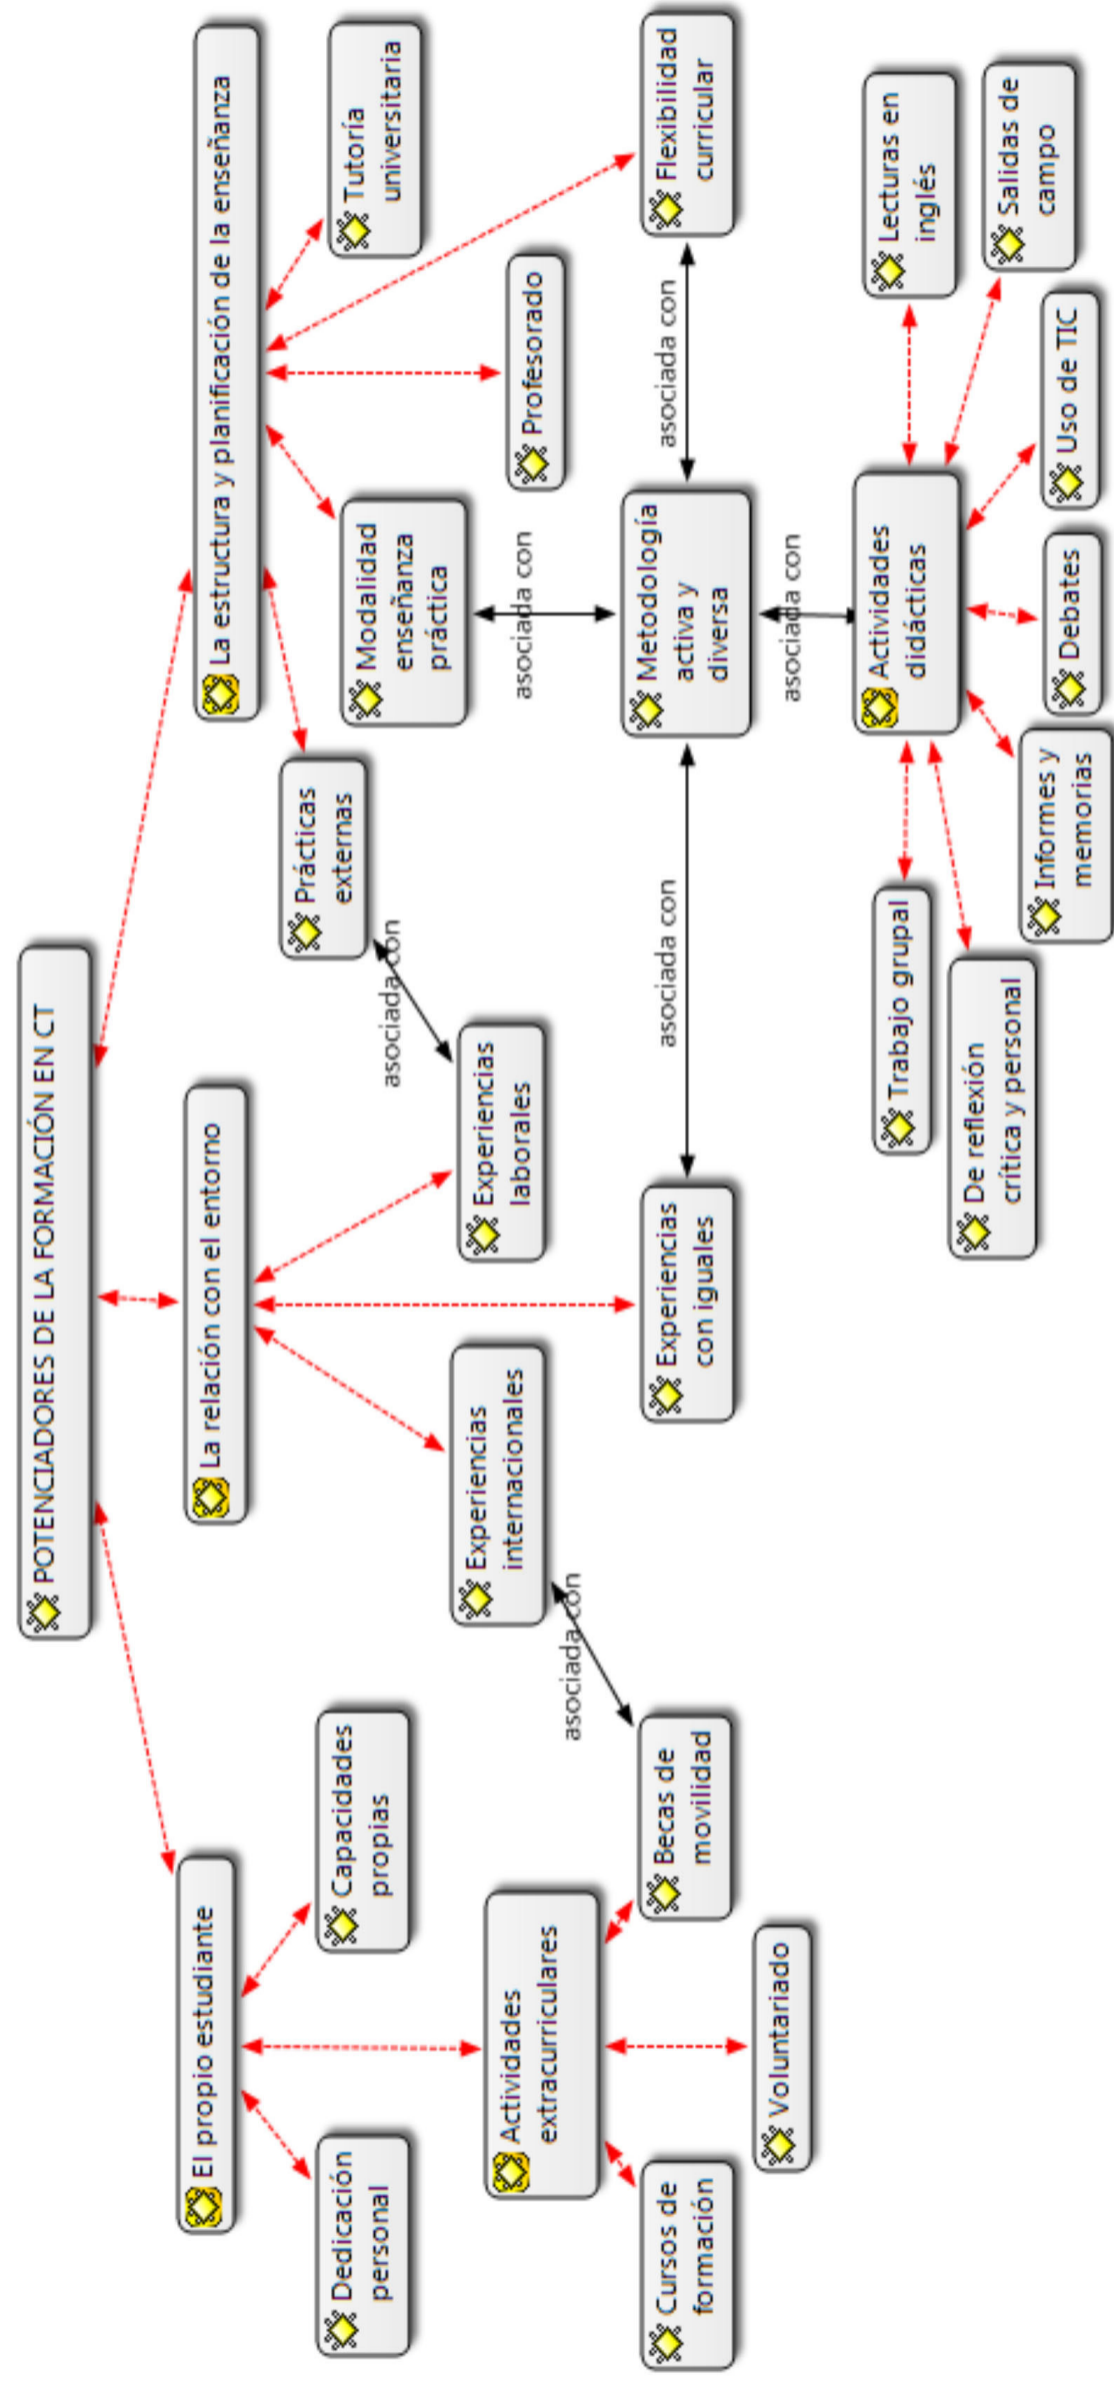 POTENCIADORES DE LA FORMACIÓN EN CT
El propio estudiante
La relación con el entorno
La estructura y planificación de la enseñanza
Dedicación
personal
Capacidades
propias
Prácticas
externas
Modalidad
enseñanza
práctica
Tutoría
universitaria
asociada con
Actividades
extracurriculares
Experiencias
internacionales
Experiencias
laborales
asociada con
Profesorado
asociada con
Cursos de
formación
Becas de
movilidad
Experiencias
con iguales
asociada con
Metodología
activa y
diversa
asociada con
Flexibilidad
curricular
Voluntariado
asociada con
Trabajo grupal
Actividades
didácticas
Lecturas en
inglés
De reflexión
crítica y personal
Informes y
memorias
Debates
Uso de TIC
Salidas de
campo